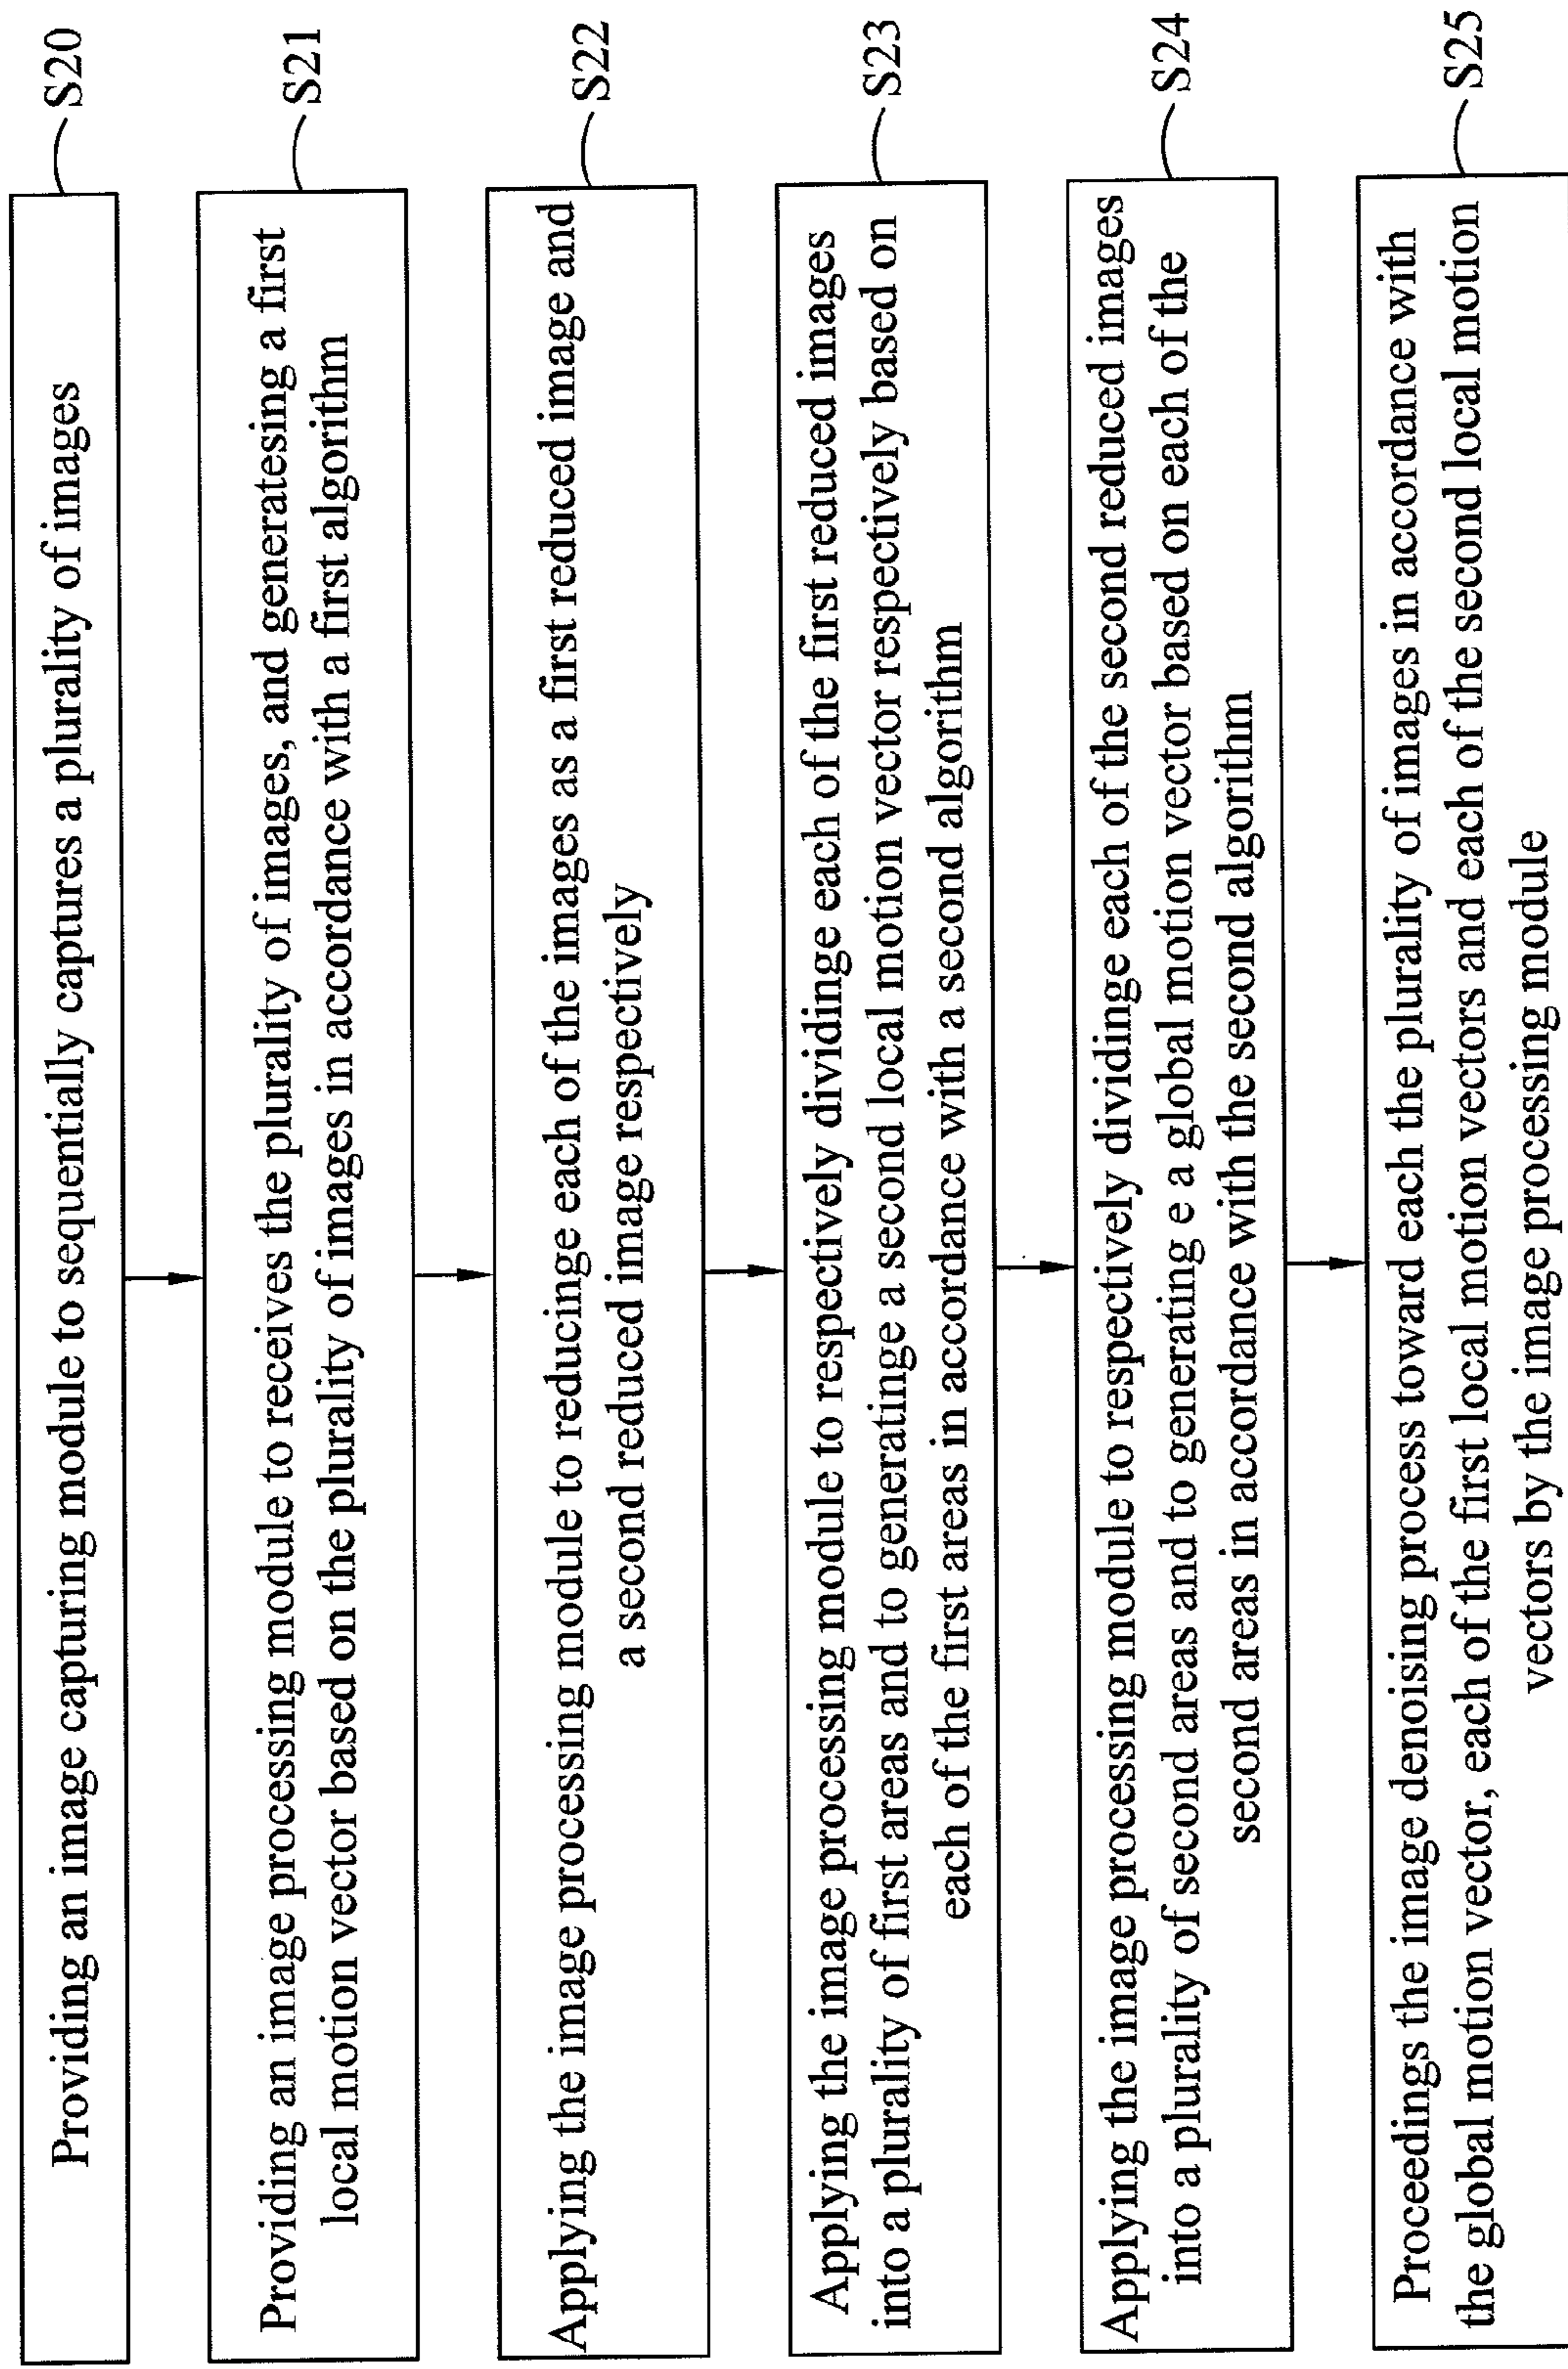 Providing an image capturing module to sequentially captures a plurality of images
S20
Providing an image processing module to receives the plurality of images, and generatesing a first
local motion vector based on the plurality of images in accordance with a first algorithm
S21
Applying the image processing module to reducing each of the images as a first reduced image and
a second reduced image respectively
S22
Applying the image processing module to respectively dividinge each of the first reduced images
into a plurality of first areas and to generatinge a second local motion vector respectively based on
each of the first areas in accordance with a second algorithm
S23
Applying the image processing module to respectively dividinge each of the second reduced images
into a plurality of second areas and to generating e a global motion vector based on each of the
second areas in accordance with the second algorithm
S24
Proceedings the image denoising process toward each the plurality of images in accordance with
the global motion vector, each of the first local motion vectors and each of the second local motion
vectors by the image processing module
S25